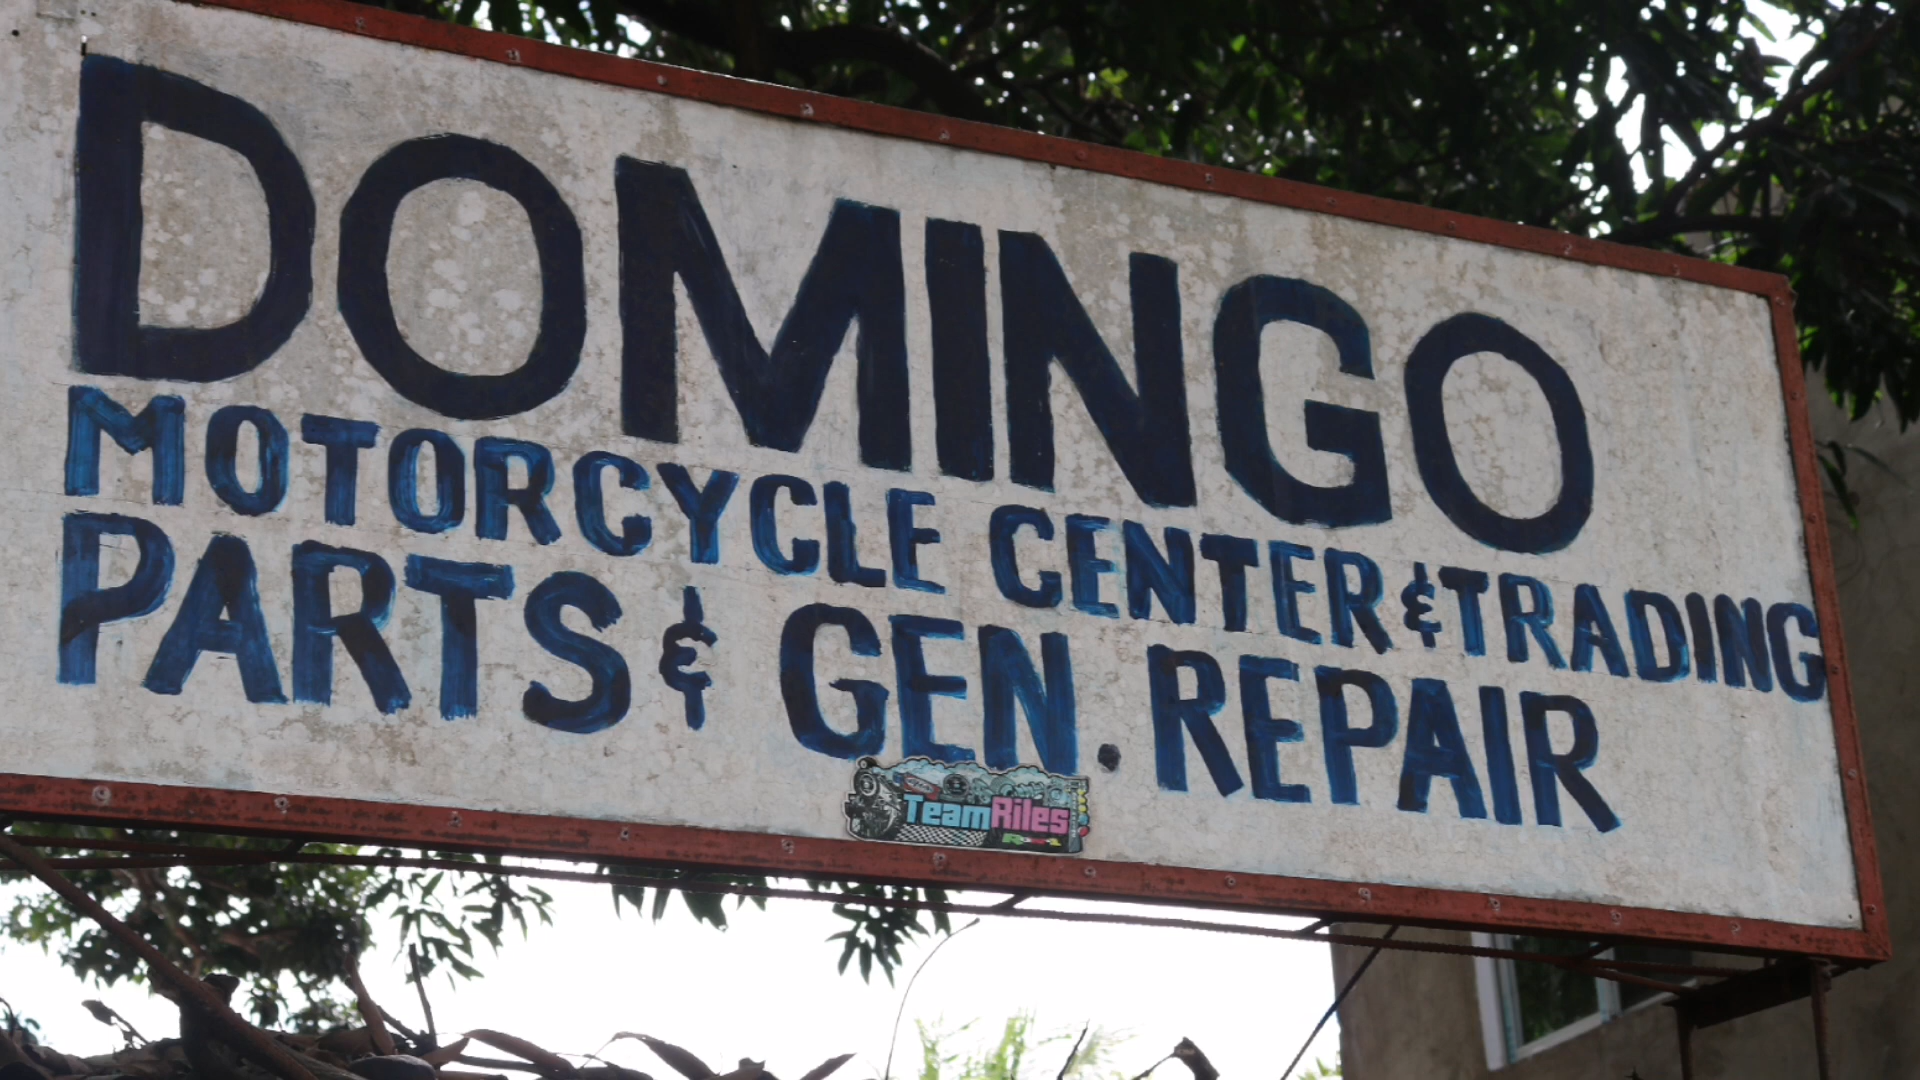 DOMINGO
MOTORCYCLE CENTER & TRADING
PARTS & GEN. REPAIR
TeamRiles